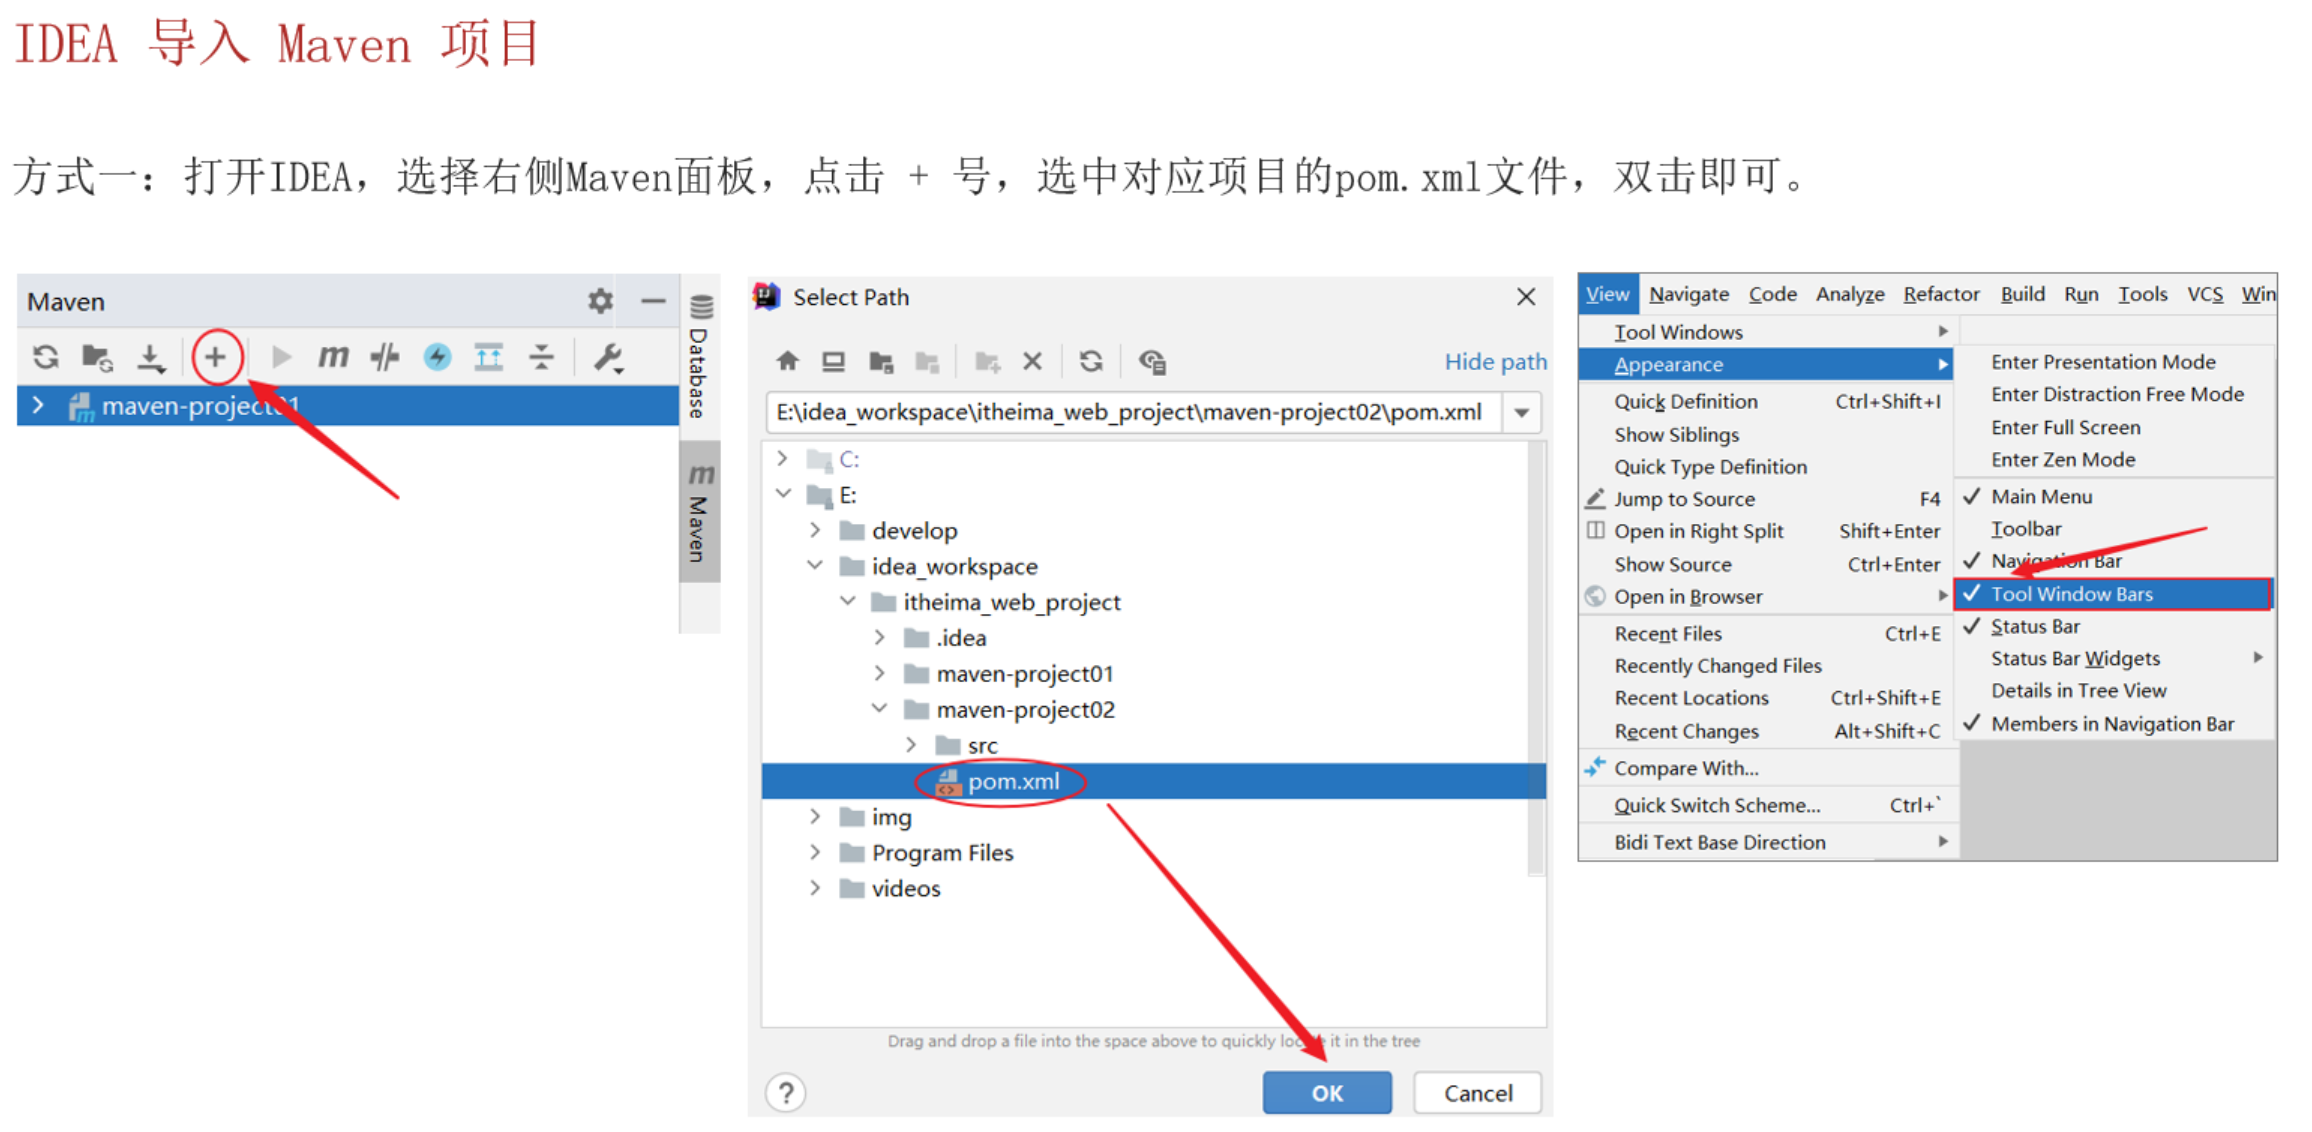 IDEA 导入 Maven 项目
方式一：打开IDEA，选择右侧Maven面板，点击 + 号，选中对应项目的pom.xml文件，双击即可。
Maven
maven-project01
Database
m Maven
Select Path
Hide path
E:\idea_workspace\itheima_web_project\maven-project02\pom.xml
C:
E:
develop
idea_workspace
itheima_web_project
.idea
maven-project01
maven-project02
src
pom.xml
img
Program Files
videos
Drag and drop a file into the space above to quickly locate it in the tree
?
OK
Cancel
View Navigate Code Analyze Refactor Build Run Tools VCS Win
Tool Windows
Appearance
Quick Definition Ctrl+Shift+I
Show Siblings
Quick Type Definition
Jump to Source F4
Open in Right Split Shift+Enter
Show Source Ctrl+Enter
Open in Browser
Recent Files Ctrl+E
Recently Changed Files
Recent Locations Ctrl+Shift+E
Recent Changes Alt+Shift+C
Compare With...
Quick Switch Scheme... Ctrl+`
Bidi Text Base Direction
Enter Presentation Mode
Enter Distraction Free Mode
Enter Full Screen
Enter Zen Mode
Main Menu
Toolbar
Navigation Bar
Tool Window Bars
Status Bar
Status Bar Widgets
Details in Tree View
Members in Navigation Bar